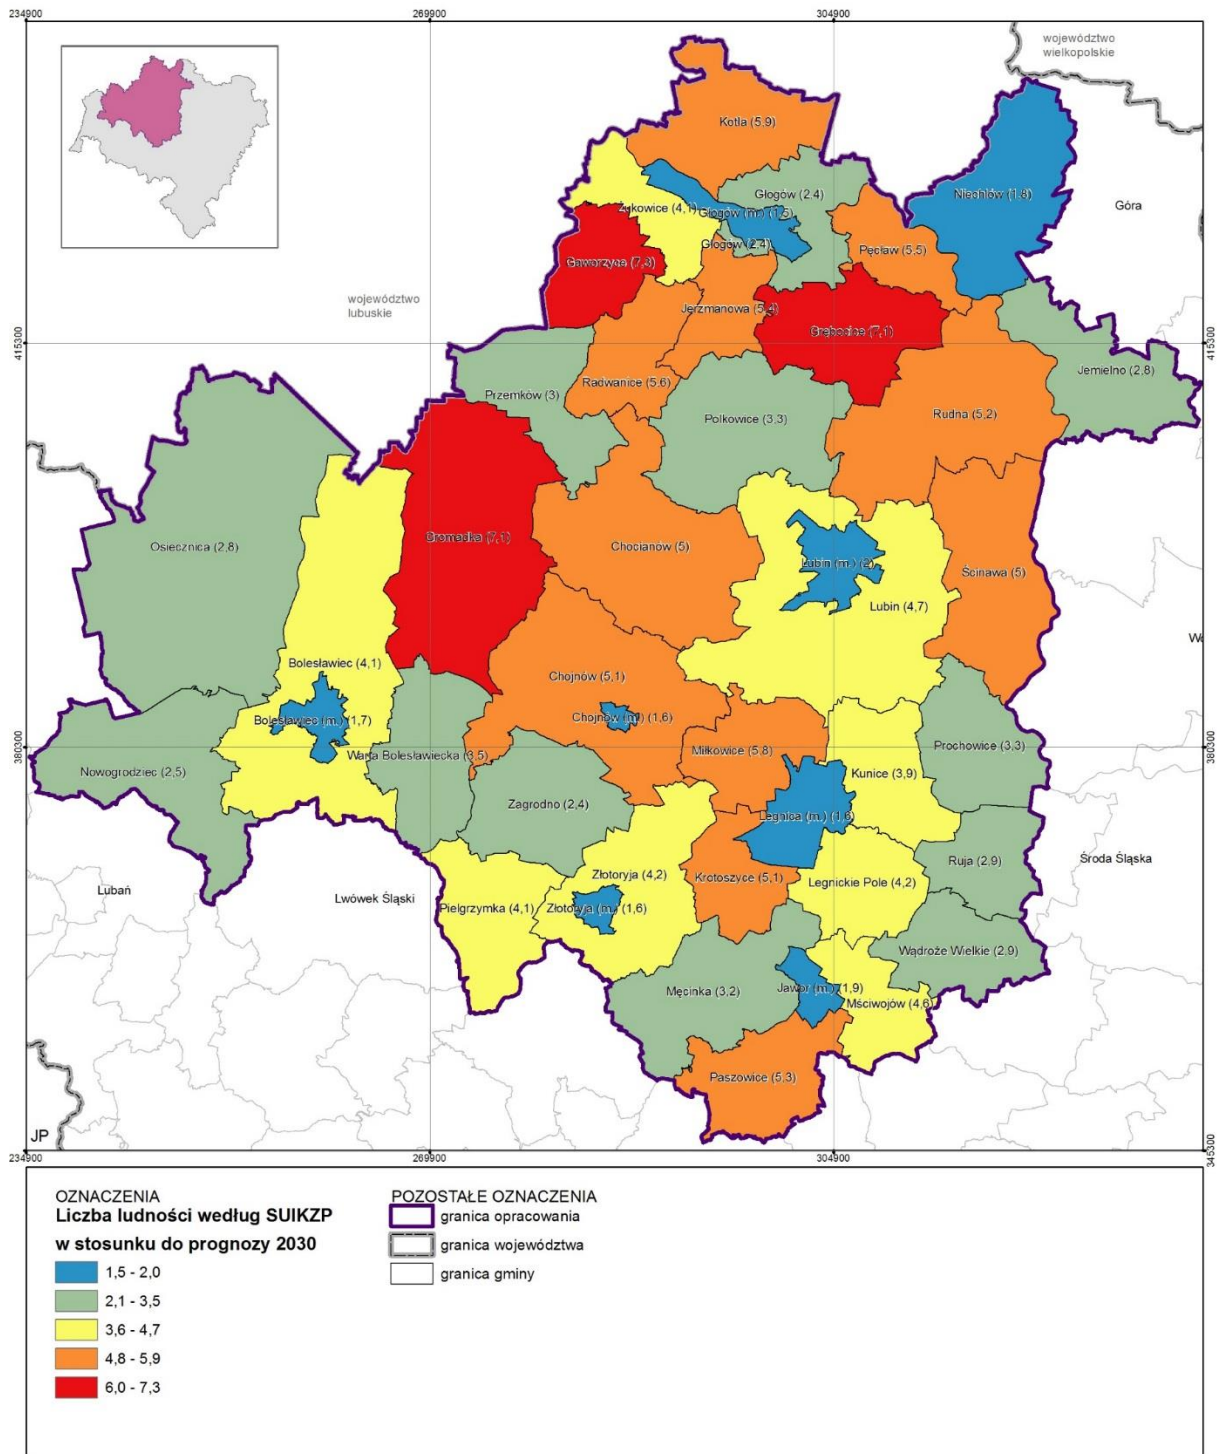 234900
269900
304900
województwo
wielkopolskie
Kotla (5,9)
Głogów (2,4)
Niechlów (1,8)
Góra
Żukowice (4,1)
Głogów (m.) (1,5)
Głogów (2,4)
Pęcław (5,5)
Gaworzyce (7,3)
województwo
lubuskie
Jerzmanowa (5,4)
Grębocice (7,1)
415300
415300
Jemielno (2,8)
Radwanice (5,6)
Przemków (3)
Polkowice (3,3)
Rudna (5,2)
Osiecznica (2,8)
Gromadka (7,1)
Chocianów (5)
Lubin (m.) (2)
Ścinawa (5)
Lubin (4,7)
Bolesławiec (4,1)
Chojnów (5,1)
Bolesławiec (m.) (1,7)
Chojnów (m.) (1,6)
Warta Bolesławiecka (3,5)
Miłkowice (5,8)
Prochowice (3,3)
380300
380300
Nowogrodziec (2,5)
Kunice (3,9)
Zagrodno (2,4)
Legnica (m.) (1,6)
Środa Śląska
Ruja (2,9)
Lubań
Lwówek Śląski
Złotoryja (4,2)
Krotoszyce (5,1)
Legnickie Pole (4,2)
Pielgrzymka (4,1)
Złotoryja (m.) (1,6)
Wądroże Wielkie (2,9)
Męcinka (3,2)
Jawor (m.) (1,9)
Mściwojów (4,6)
Paszowice (5,3)
JP
345300
234900
269900
304900
OZNACZENIA
Liczba ludności według SUIKZP
w stosunku do prognozy 2030
1,5 - 2,0
2,1 - 3,5
3,6 - 4,7
4,8 - 5,9
6,0 - 7,3
POZOSTAŁE OZNACZENIA
granica opracowania
granica województwa
granica gminy